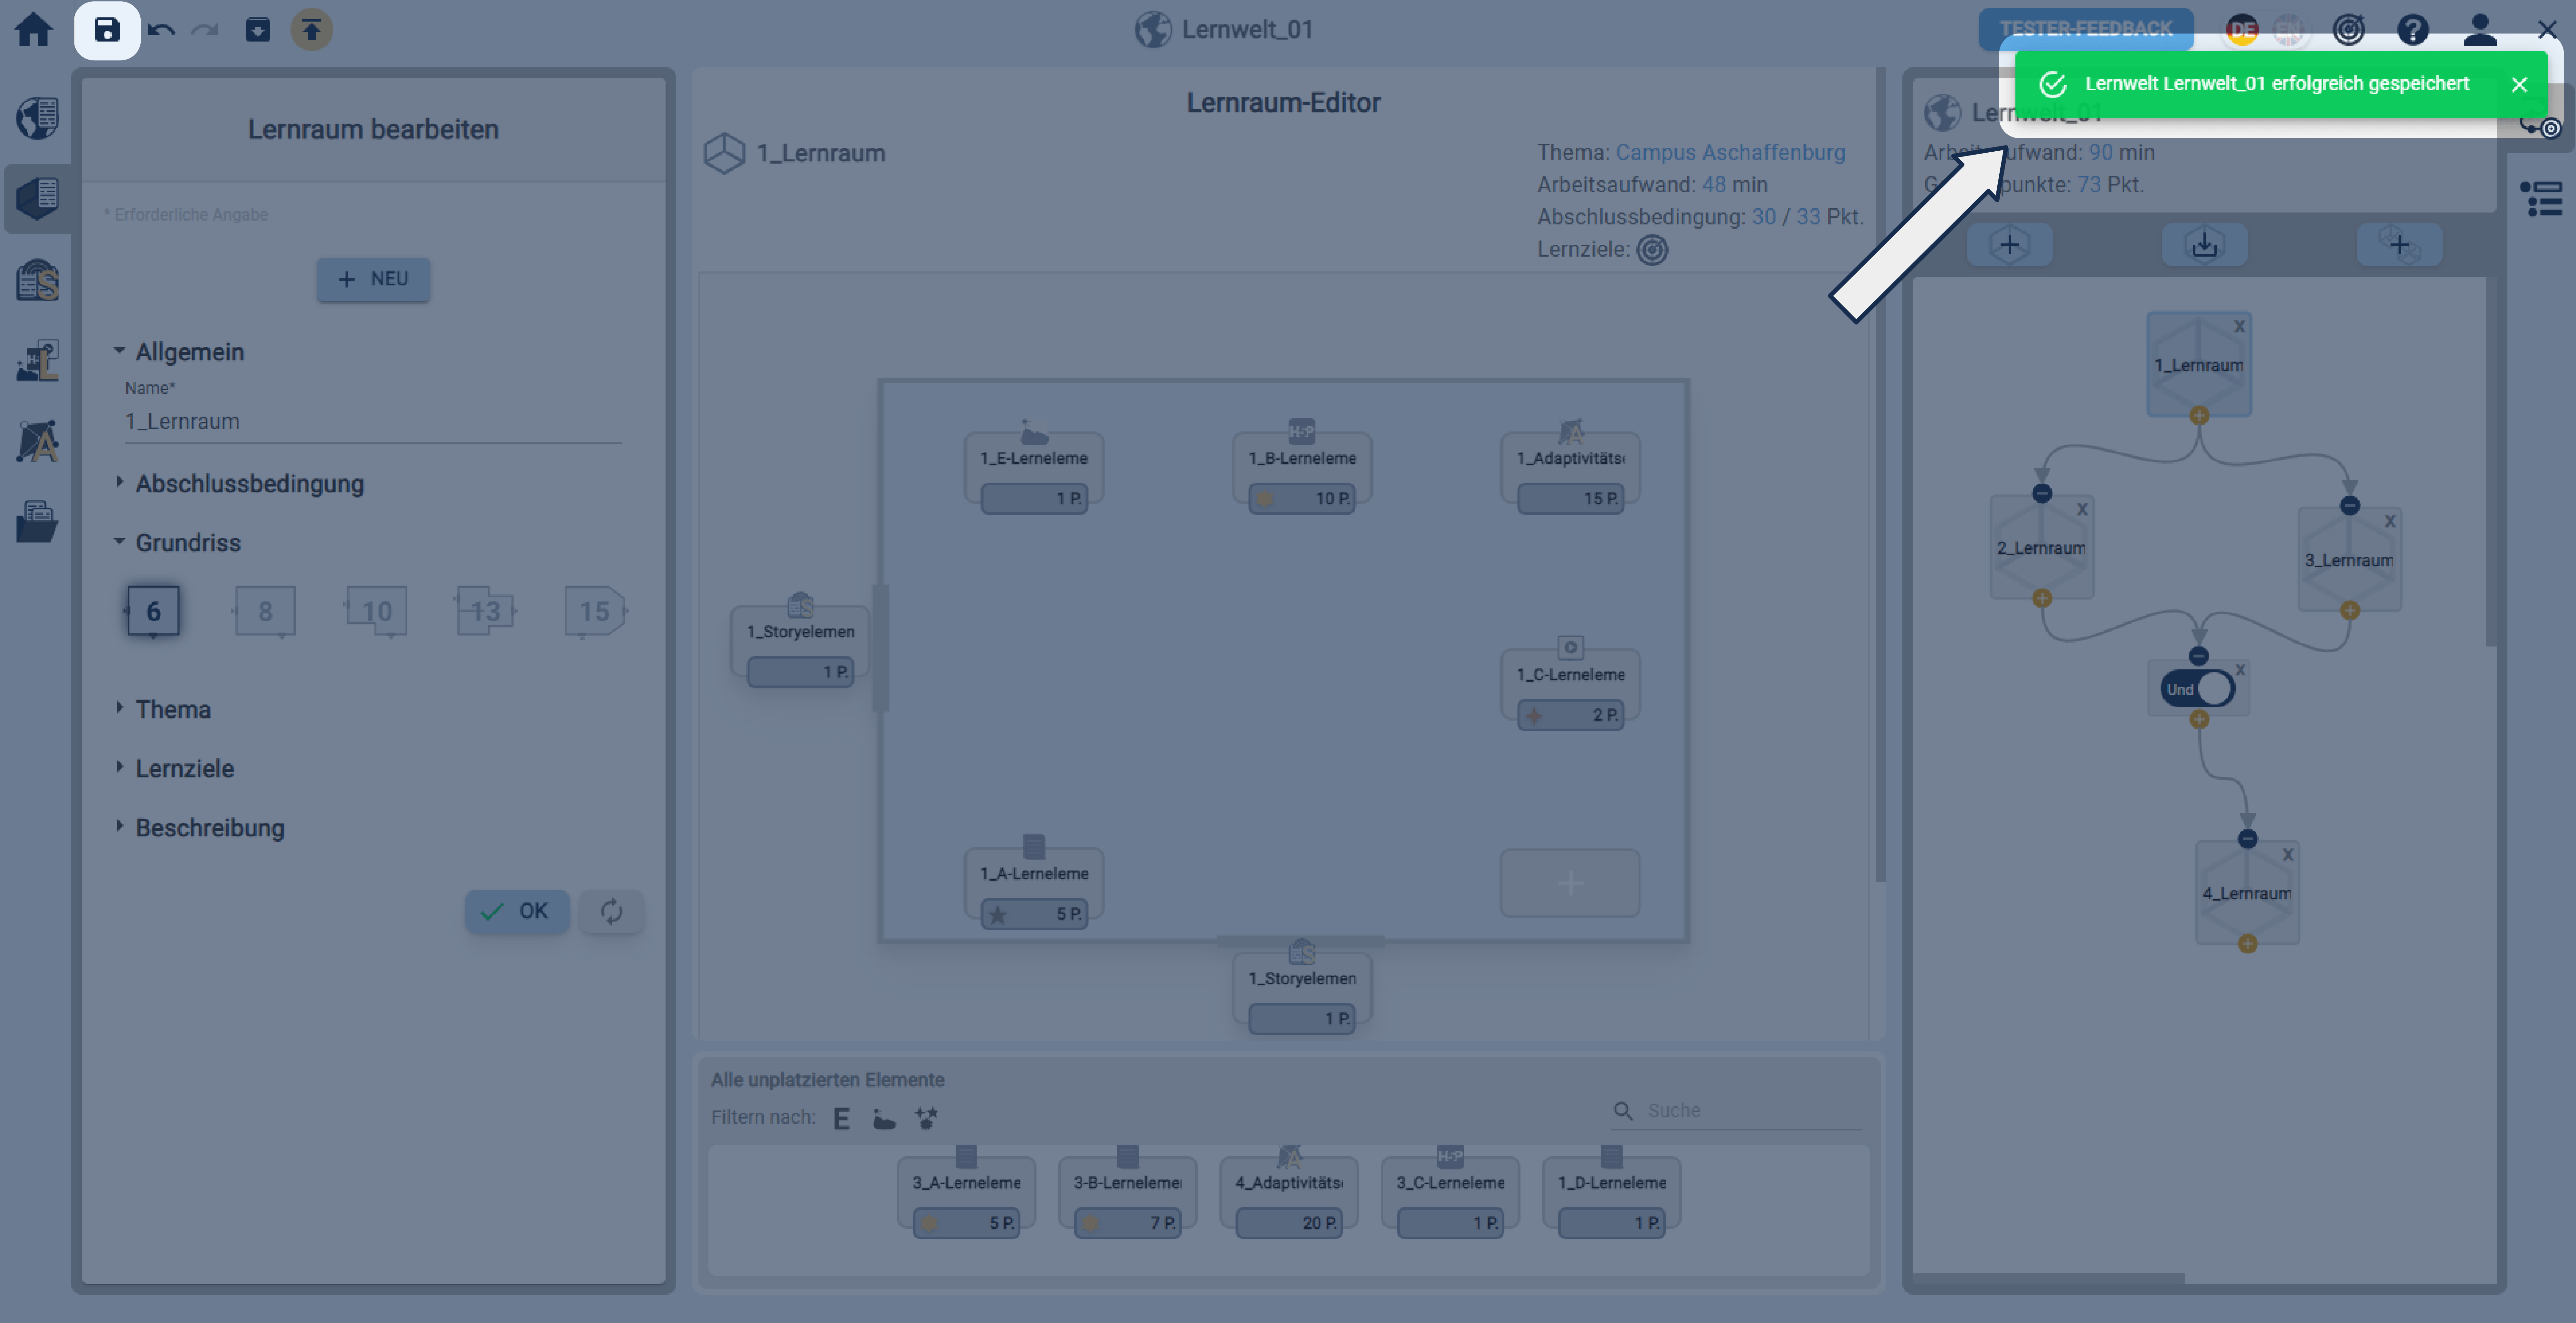 Lernwelt_01
TESTER-FEEDBACK
DE
EN
Lernwelt Lernwelt_01 erfolgreich gespeichert
Lernraum bearbeiten
* Erforderliche Angabe
NEU
Allgemein
Name*
1_Lernraum
Abschlussbedingung
Grundriss
6 8 10 13 15
Thema
Lernziele
Beschreibung
OK
Lernraum-Editor
1_Lernraum
Thema: Campus Aschaffenburg
Arbeitsaufwand: 48 min
Abschlussbedingung: 30 / 33 Pkt.
Lernziele:
1_E-Lerneleme
1 P.
H-P
1_B-Lerneleme
10 P.
1_Adaptivitäts
15 P.
1_Storyelemen
1 P.
1_C-Lerneleme
2 P.
1_A-Lerneleme
5 P.
1_Storyelemen
1 P.
Alle unplatzierten Elemente
Filtern nach: E
Suche
3_A-Lerneleme
5 P.
3-B-Lerneleme
7 P.
4_Adaptivitäts
20 P.
H-P
3_C-Lerneleme
1 P.
1_D-Lerneleme
1 P.
Lernwelt_01
90 min
punkte: 73 Pkt.
1_Lernraum
X
2_Lernraum
X
3_Lernraum
X
Und
X
4_Lernraum
X